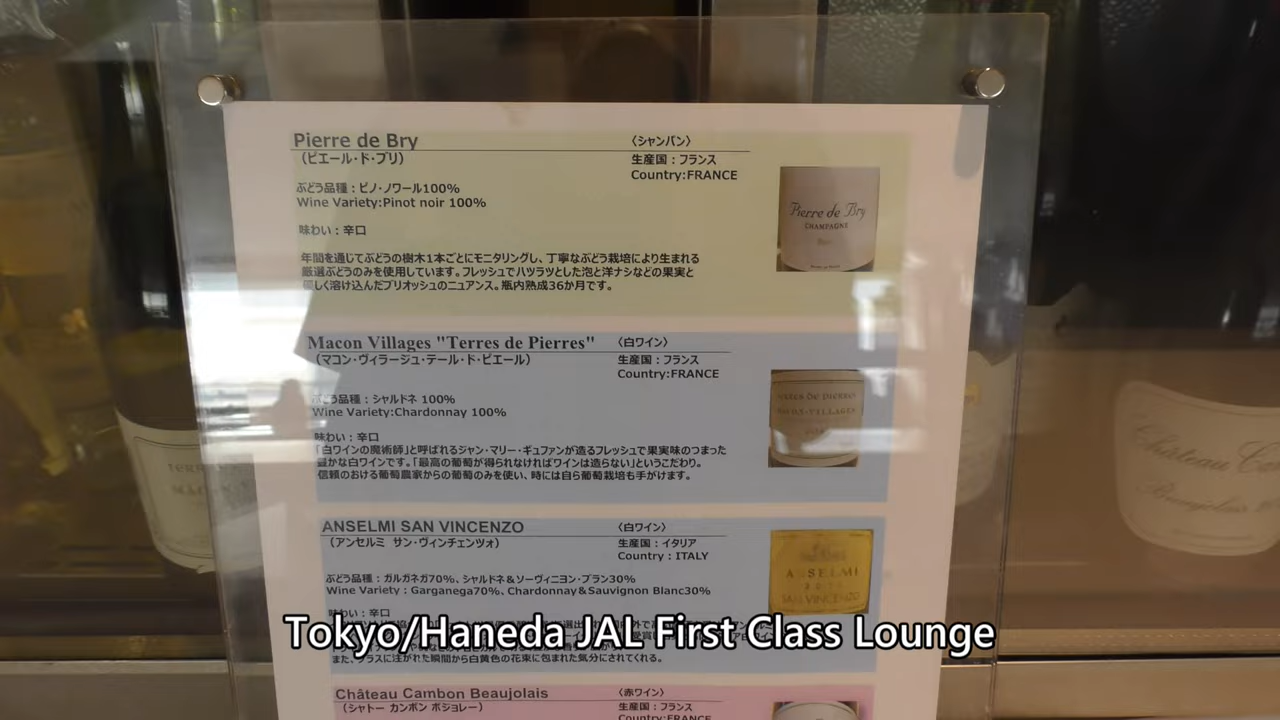 Pierre de Bry
〈シャンパン〉
（ピエール・ド・ブリ）
生産国：フランス
Country:FRANCE
ぶどう品種：ピノ・ノワール100%
Wine Variety:Pinot noir 100%
味わい：辛口
年間を通じてぶどうの樹木1本ごとにモニタリングし、丁寧なぶどう栽培により生まれる
厳選ぶどうのみを使用しています。フレッシュでハツラツとした泡と洋ナシなどの果実と
優しく溶け込んだブリオッシュのニュアンス。瓶内熟成36か月です。
Pierre de Bry
CHAMPAGNE
Macon Villages "Terres de Pierres"
〈白ワイン〉
（マコン・ヴィラージュ・テール・ド・ピエール）
生産国：フランス
Country:FRANCE
ぶどう品種：シャルドネ 100%
Wine Variety:Chardonnay 100%
味わい：辛口
「白ワインの魔術師」と呼ばれるジャン・マリー・ギュファンが造るフレッシュで果実味のつまった
豊かな白ワインです。「最高の葡萄が得られなければワインは造らない」というこだわり。
信頼のおける葡萄農家からの葡萄のみを使い、時には自ら葡萄栽培も手がけます。
ANSELMI SAN VINCENZO
〈白ワイン〉
（アンセルミ サン・ヴィンチェンツォ）
生産国：イタリア
Country：ITALY
ぶどう品種：ガルガネガ70%、シャルドネ＆ソーヴィニヨン・ブラン30%
Wine Variety：Garganega70%、Chardonnay＆Sauvignon Blanc30%
味わい：辛口
また、グラスに注がれた瞬間から白黄色の花束に包まれた気分にさせてくれる。
ANSELMI
SAN VINCENZO
Tokyo/Haneda JAL First Class Lounge
Château Cambon Beaujolais
〈赤ワイン〉
（シャトー カンボン ボジョレー）
生産国：フランス
Country:FRANCE
Château
Beaujolais